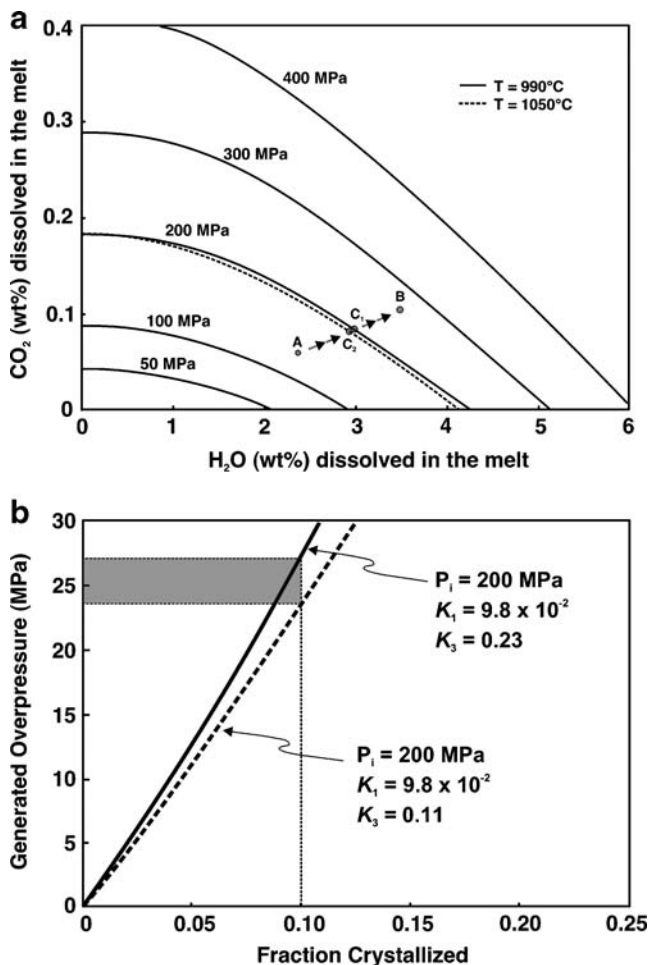 a
0.4
0.3
0.2
0.1
0
CO₂ (wt%) dissolved in the melt
400 MPa
300 MPa
200 MPa
100 MPa
50 MPa
T = 990°C
T = 1050°C
A
B
C₁
C₂
0 1 2 3 4 5 6
H₂O (wt%) dissolved in the melt
b
30
25
20
15
10
5
0
Generated Overpressure (MPa)
Pᵢ = 200 MPa
K₁ = 9.8 x 10⁻²
K₃ = 0.23
Pᵢ = 200 MPa
K₁ = 9.8 x 10⁻²
K₃ = 0.11
0 0.05 0.10 0.15 0.20 0.25
Fraction Crystallized